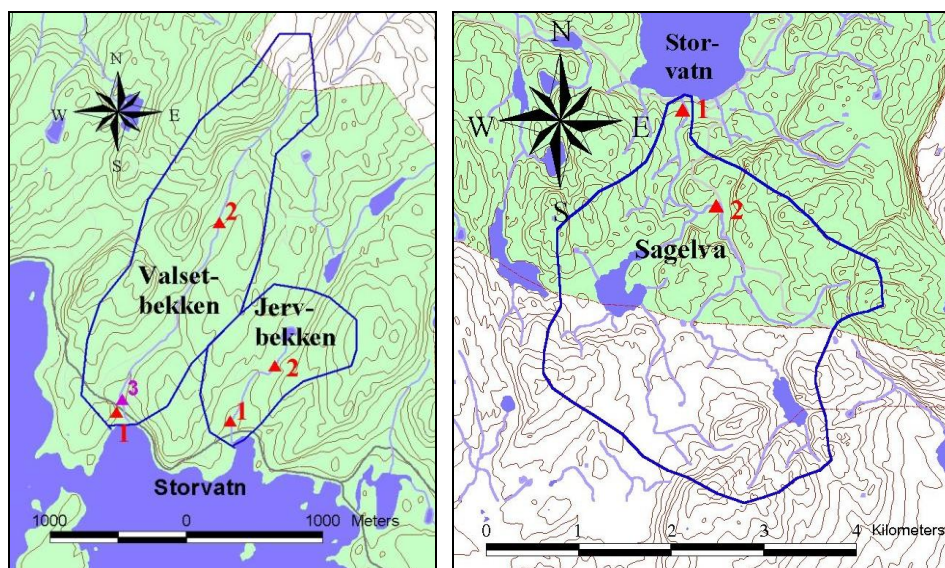 N
W
E
S
2
Valset-
bekken
Jerv-
bekken
2
3
1
1
Storvatn
1000
0
1000
Meters
N
Stor-
vatn
W
E
1
S
2
Sagelva
0
2
3
4
Kilometers